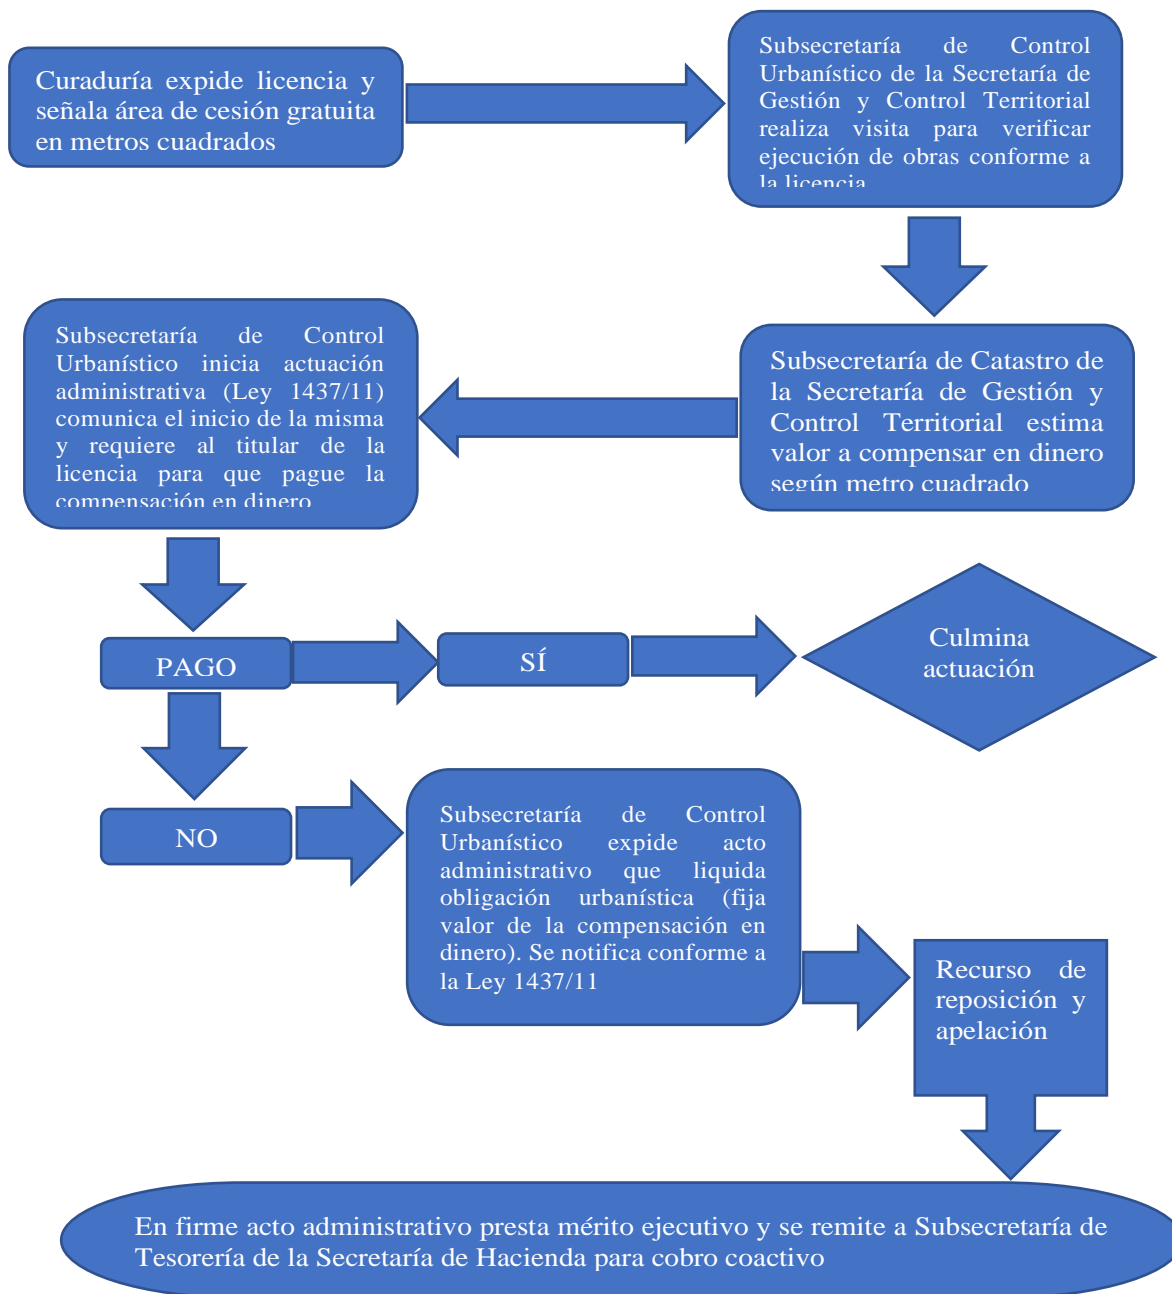 Curaduría expide licencia y
señala área de cesión gratuita
en metros cuadrados
Subsecretaría de Control
Urbanístico de la Secretaría de
Gestión y Control Territorial
realiza visita para verificar
ejecución de obras conforme a
la licencia
Subsecretaría de Catastro de
la Secretaría de Gestión y
Control Territorial estima
valor a compensar en dinero
según metro cuadrado
Subsecretaría de Control
Urbanístico inicia actuación
administrativa (Ley 1437/11)
comunica el inicio de la misma
y requiere al titular de la
licencia para que pague la
compensación en dinero
PAGO
SÍ
Culmina
actuación
NO
Subsecretaría de Control
Urbanístico expide acto
administrativo que liquida
obligación urbanística (fija
valor de la compensación en
dinero). Se notifica conforme a
la Ley 1437/11
Recurso de
reposición y
apelación
En firme acto administrativo presta mérito ejecutivo y se remite a Subsecretaría de
Tesorería de la Secretaría de Hacienda para cobro coactivo